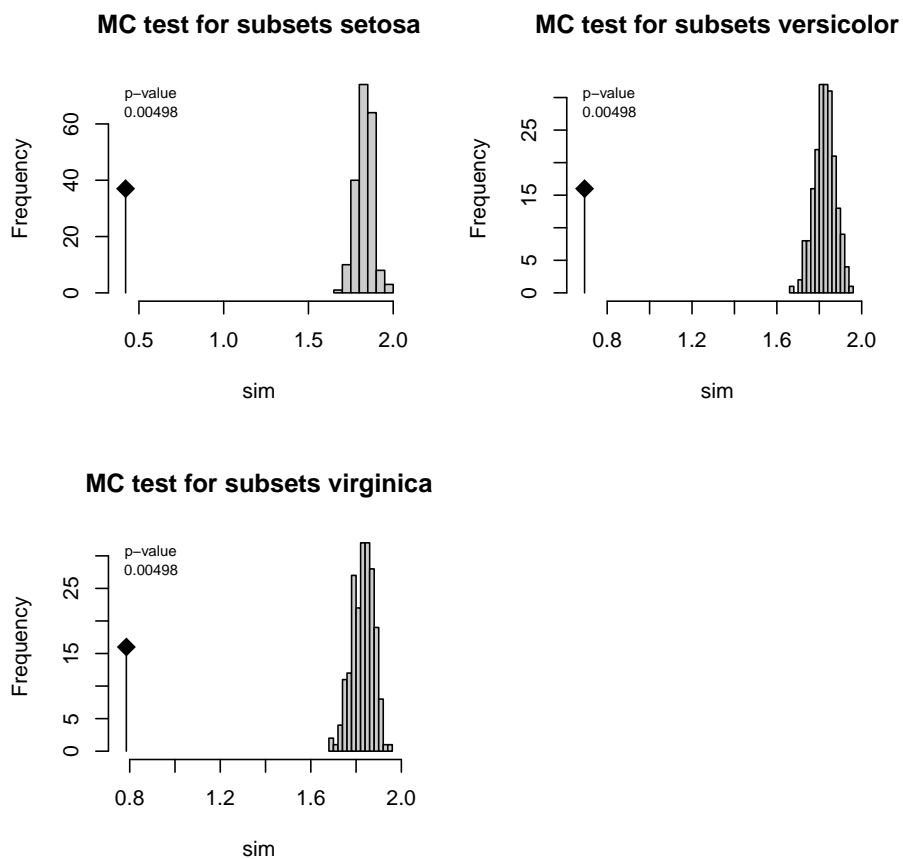 MC test for subsets setosa
p−value
0.00498
Frequency
0
20
40
60
0.5
1.0
1.5
2.0
sim
MC test for subsets versicolor
p−value
0.00498
Frequency
0
5
15
25
0.8
1.2
1.6
2.0
sim
MC test for subsets virginica
p−value
0.00498
Frequency
0
5
15
25
0.8
1.2
1.6
2.0
sim